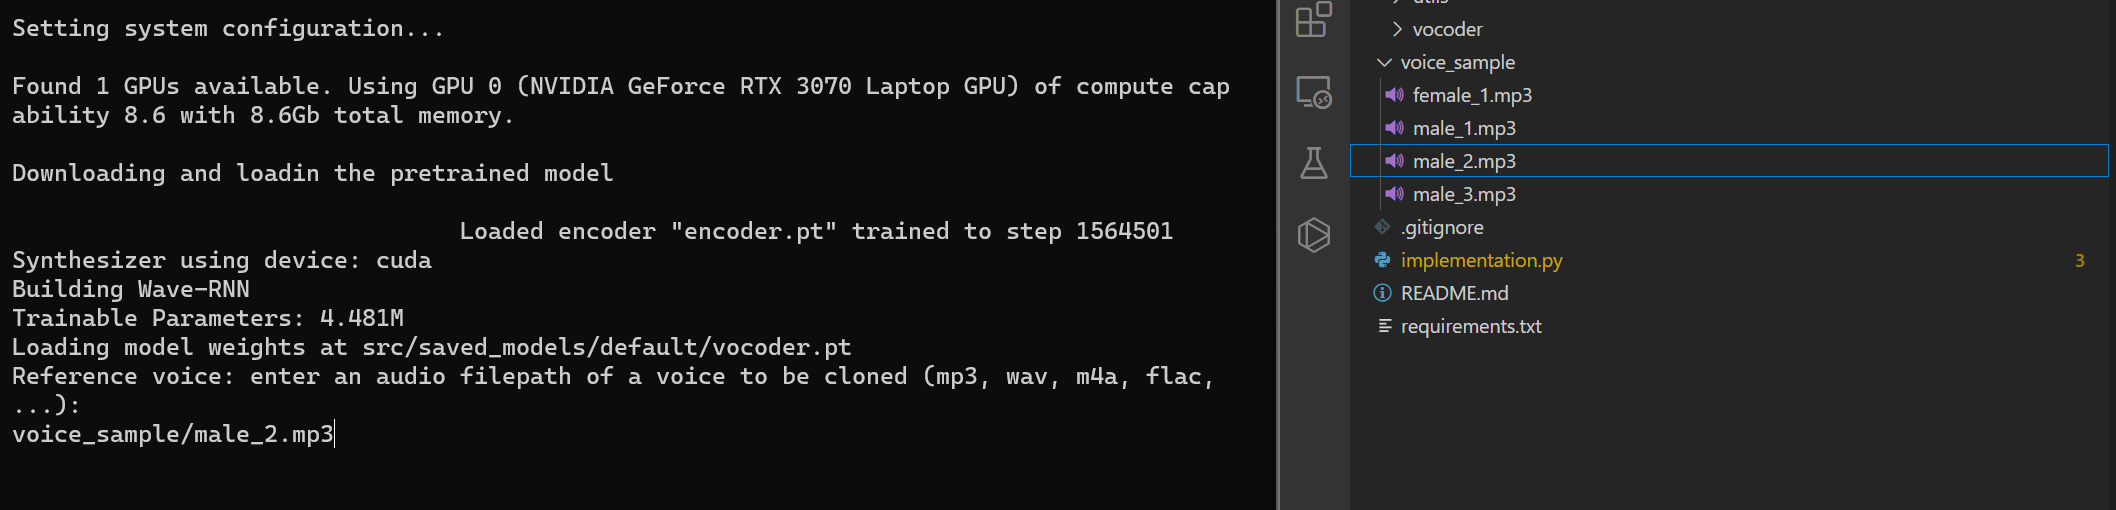 Setting system configuration...
Found 1 GPUs available. Using GPU 0 (NVIDIA GeForce RTX 3070 Laptop GPU) of compute cap
ability 8.6 with 8.6Gb total memory.
Downloading and loadin the pretrained model
Loaded encoder "encoder.pt" trained to step 1564501
Synthesizer using device: cuda
Building Wave-RNN
Trainable Parameters: 4.481M
Loading model weights at src/saved_models/default/vocoder.pt
Reference voice: enter an audio filepath of a voice to be cloned (mp3, wav, m4a, flac,
...):
voice_sample/male_2.mp3
vocoder
voice_sample
female_1.mp3
male_1.mp3
male_2.mp3
male_3.mp3
.gitignore
implementation.py 3
README.md
requirements.txt